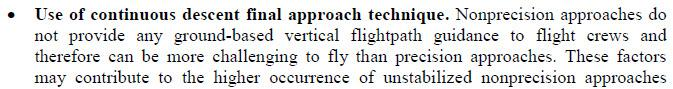 • Use of continuous descent final approach technique. Nonprecision approaches do
not provide any ground-based vertical flightpath guidance to flight crews and
therefore can be more challenging to fly than precision approaches. These factors
may contribute to the higher occurrence of unstabilized nonprecision approaches